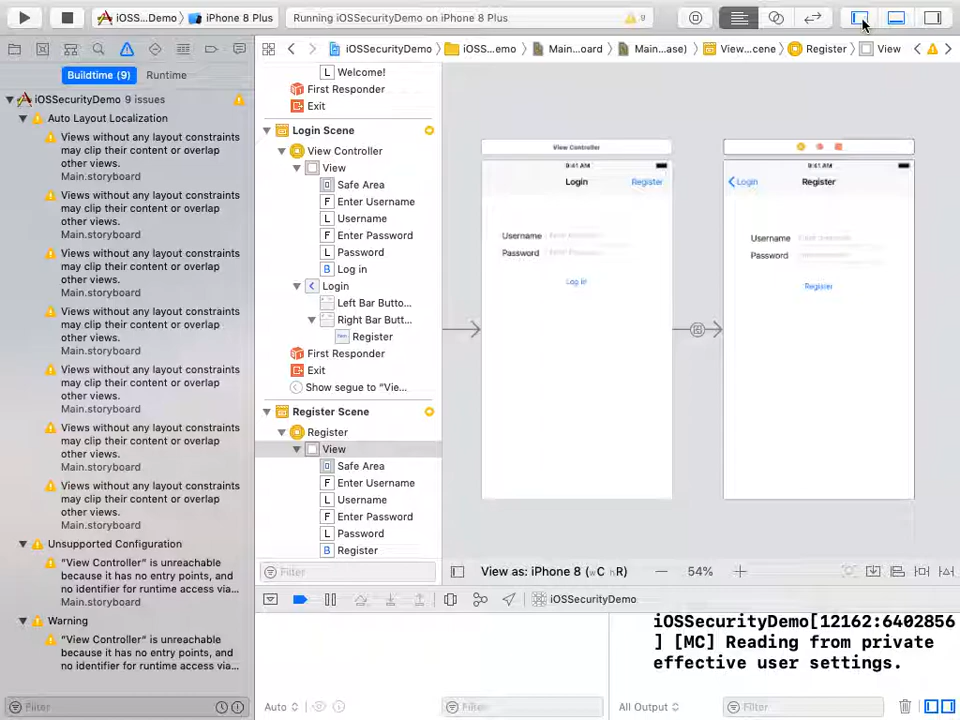 iOSS...Demo
iPhone 8 Plus
Running iOSSecurityDemo on iPhone 8 Plus
9
iOSSecurityDemo
iOSS...emo
Main....oard
Main....ase)
View...cene
Register
View
Buildtime (9)
Runtime
iOSSecurityDemo 9 issues
Auto Layout Localization
Views without any layout constraints
may clip their content or overlap
other views.
Main.storyboard
Views without any layout constraints
may clip their content or overlap
other views.
Main.storyboard
Views without any layout constraints
may clip their content or overlap
other views.
Main.storyboard
Views without any layout constraints
may clip their content or overlap
other views.
Main.storyboard
Views without any layout constraints
may clip their content or overlap
other views.
Main.storyboard
Views without any layout constraints
may clip their content or overlap
other views.
Main.storyboard
Views without any layout constraints
may clip their content or overlap
other views.
Main.storyboard
Unsupported Configuration
"View Controller" is unreachable
because it has no entry points, and
no identifier for runtime access via...
Main.storyboard
Warning
"View Controller" is unreachable
because it has no entry points, and
no identifier for runtime access via...
Filter
L Welcome!
First Responder
Exit
Login Scene
View Controller
View
Safe Area
F Enter Username
L Username
F Enter Password
L Password
B Log in
Login
Left Bar Butto...
Right Bar Butt...
Register
First Responder
Exit
Show segue to "Vie...
Register Scene
Register
View
Safe Area
F Enter Username
L Username
F Enter Password
L Password
B Register
Filter
View Controller
9:41 AM
Login
Register
Username
Password
Log in
9:41 AM
Login
Register
Username
Password
Register
View as: iPhone 8 (wC hR)
54%
iOSSecurityDemo
iOSSecurityDemo[12162:6402856
] [MC] Reading from private
effective user settings.
Auto
Filter
All Output
Filter